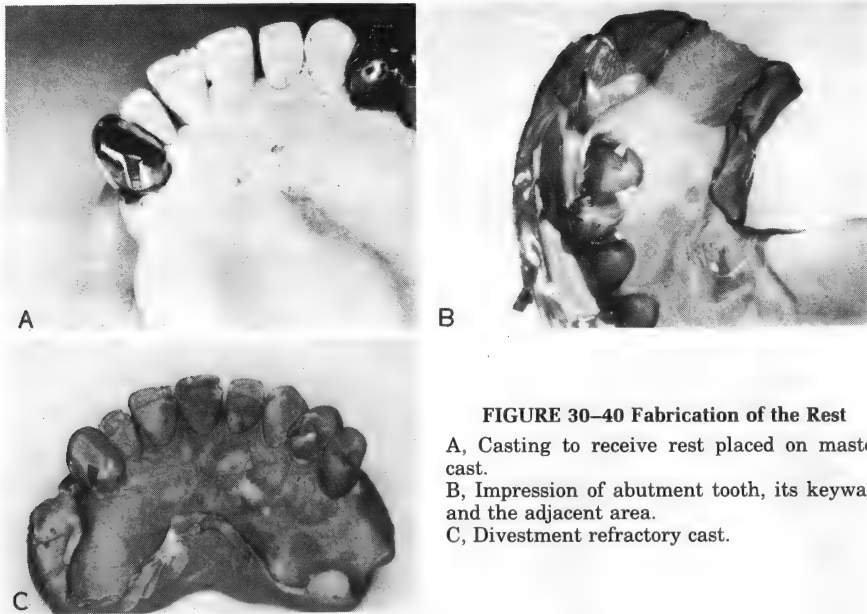 A
B
C
FIGURE 30–40 Fabrication of the Rest
A, Casting to receive rest placed on
cast.
B, Impression of abutment tooth, its
and the adjacent area.
C, Divestment refractory cast.